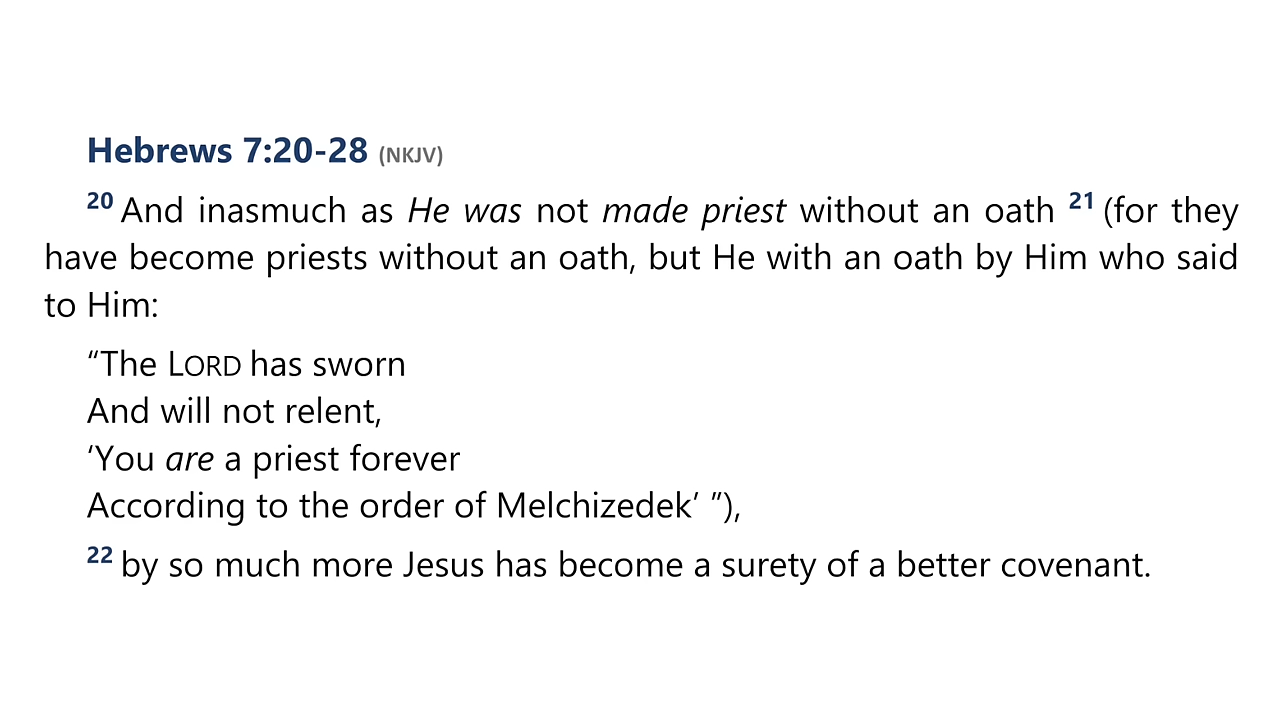 Hebrews 7:20-28 (NKJV)
20 And inasmuch as He was not made priest without an oath 21 (for they
have become priests without an oath, but He with an oath by Him who said
to Him:
“The LORD has sworn
And will not relent,
‘You are a priest forever
According to the order of Melchizedek’ ”),
22 by so much more Jesus has become a surety of a better covenant.